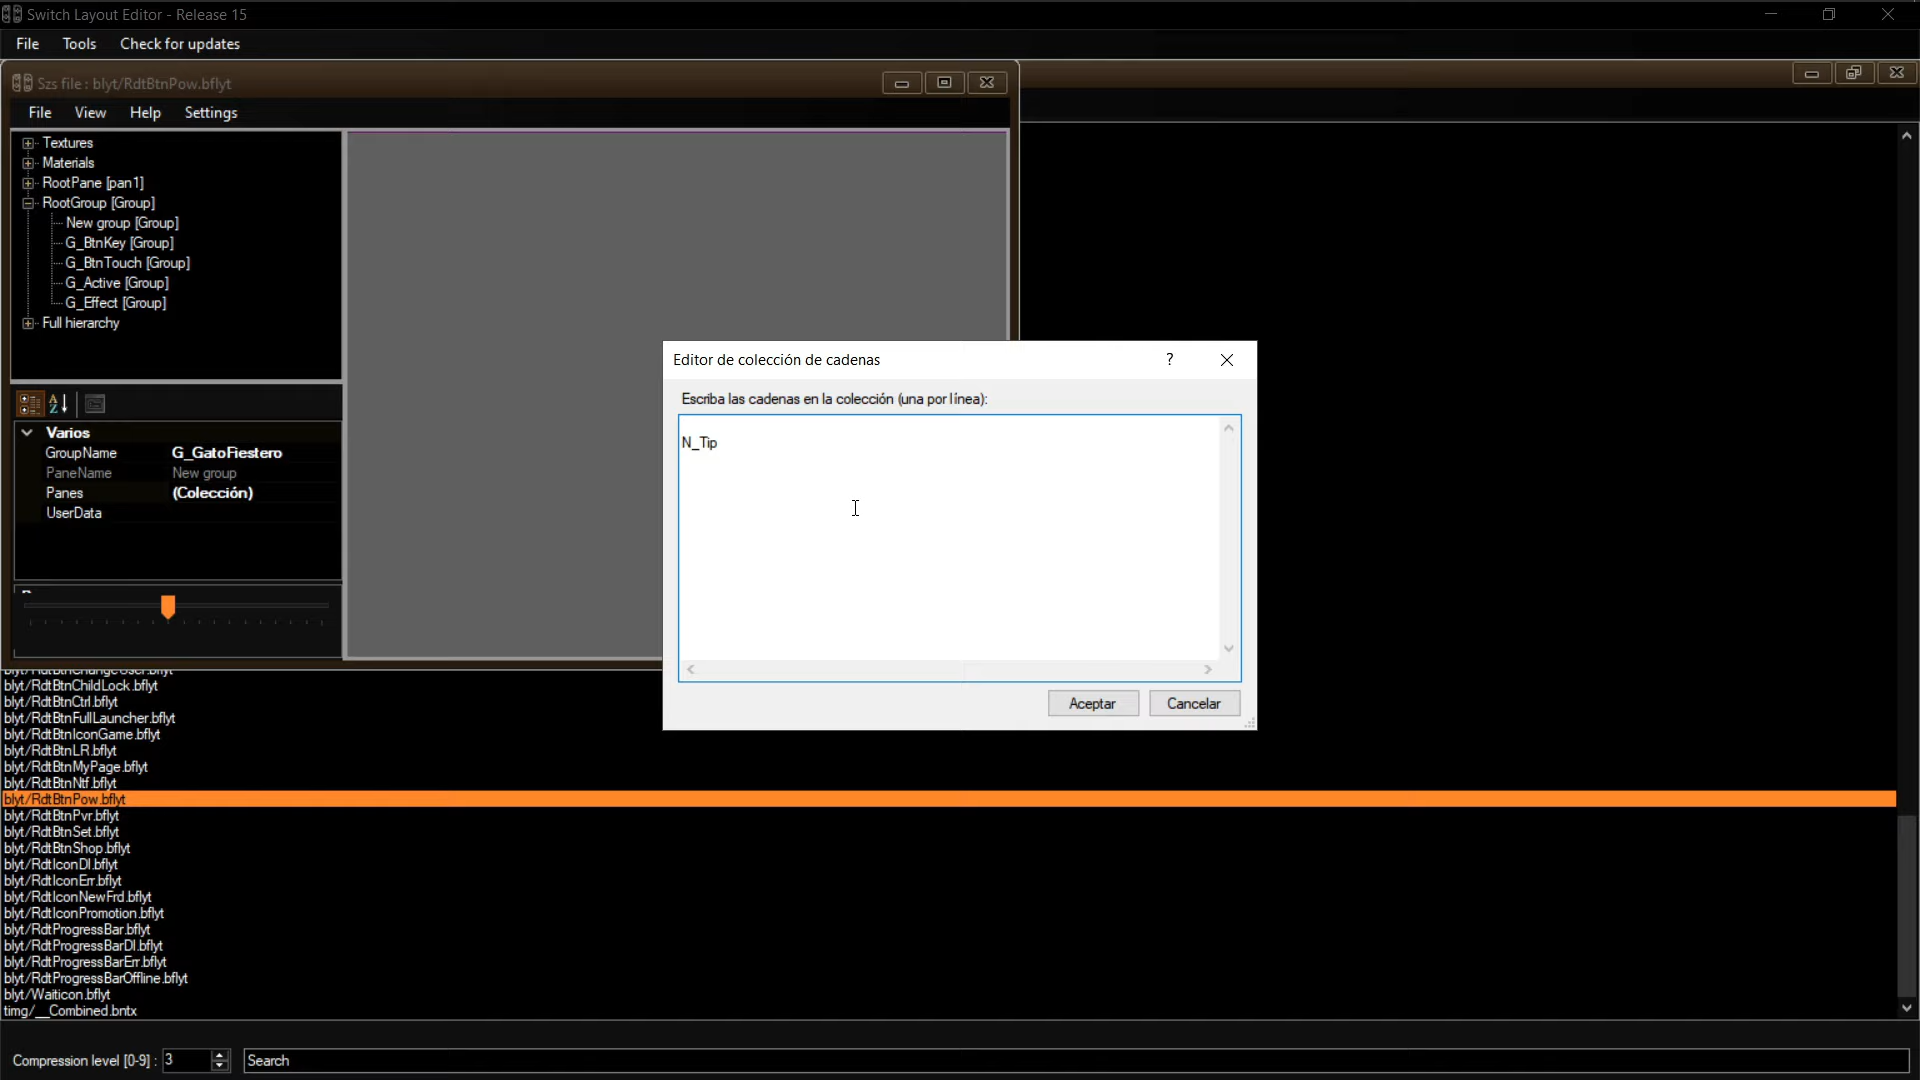 Switch Layout Editor - Release 15
File Tools Check for updates
Szs file : blyt/RdtBtnPow.bflyt
File View Help Settings
Textures
Materials
RootPane [pan1]
RootGroup [Group]
New group [Group]
G_BtnKey [Group]
G_BtnTouch [Group]
G_Active [Group]
G_Effect [Group]
Full hierarchy
Varios
GroupName G_GatoFiestero
PaneName New group
Panes (Colección)
UserData
Editor de colección de cadenas ?
Escriba las cadenas en la colección (una por línea):
N_Tip
Aceptar Cancelar
blyt/RdtBtnChangeUser.bflyt
blyt/RdtBtnChildLock.bflyt
blyt/RdtBtnCtrl.bflyt
blyt/RdtBtnFullLauncher.bflyt
blyt/RdtBtnIconGame.bflyt
blyt/RdtBtnLR.bflyt
blyt/RdtBtnMyPage.bflyt
blyt/RdtBtnNtf.bflyt
blyt/RdtBtnPow.bflyt
blyt/RdtBtnPvr.bflyt
blyt/RdtBtnSet.bflyt
blyt/RdtBtnShop.bflyt
blyt/RdtIconDl.bflyt
blyt/RdtIconErr.bflyt
blyt/RdtIconNewFrd.bflyt
blyt/RdtIconPromotion.bflyt
blyt/RdtProgressBar.bflyt
blyt/RdtProgressBarDl.bflyt
blyt/RdtProgressBarErr.bflyt
blyt/RdtProgressBarOffline.bflyt
blyt/Waiticon.bflyt
timg/__Combined.bntx
Compression level [0-9] : 3 Search